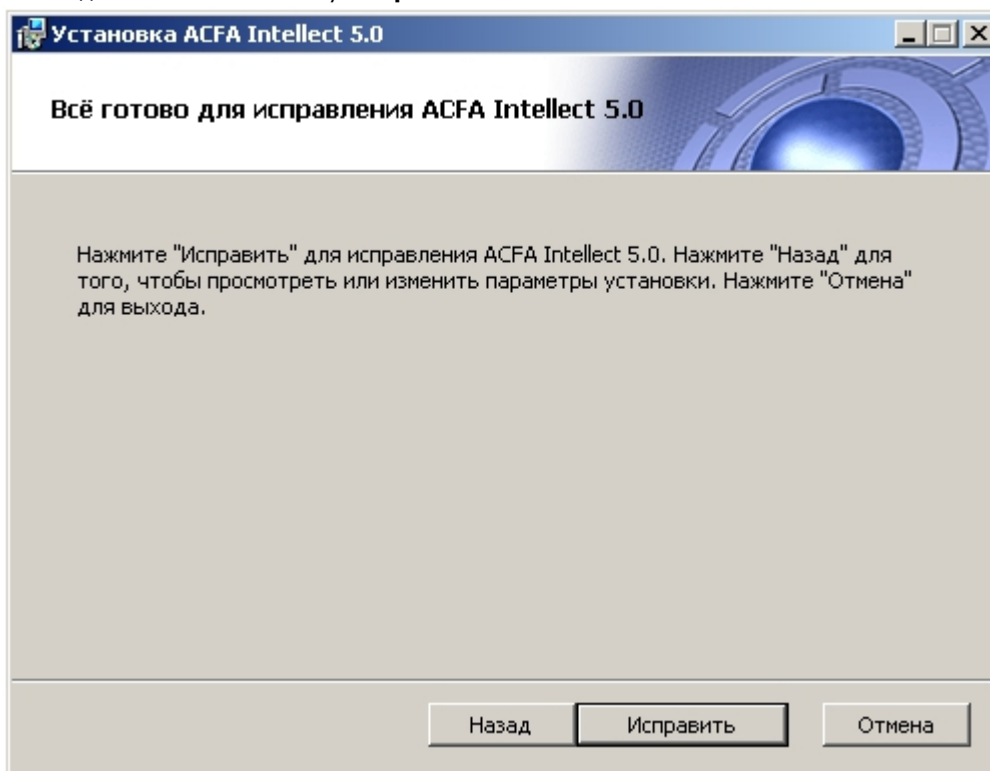 Установка ACFA Intellect 5.0
Всё готово для исправления ACFA Intellect 5.0
Нажмите "Исправить" для исправления ACFA Intellect 5.0. Нажмите "Назад" для
того, чтобы просмотреть или изменить параметры установки. Нажмите "Отмена"
для выхода.
Назад Исправить Отмена